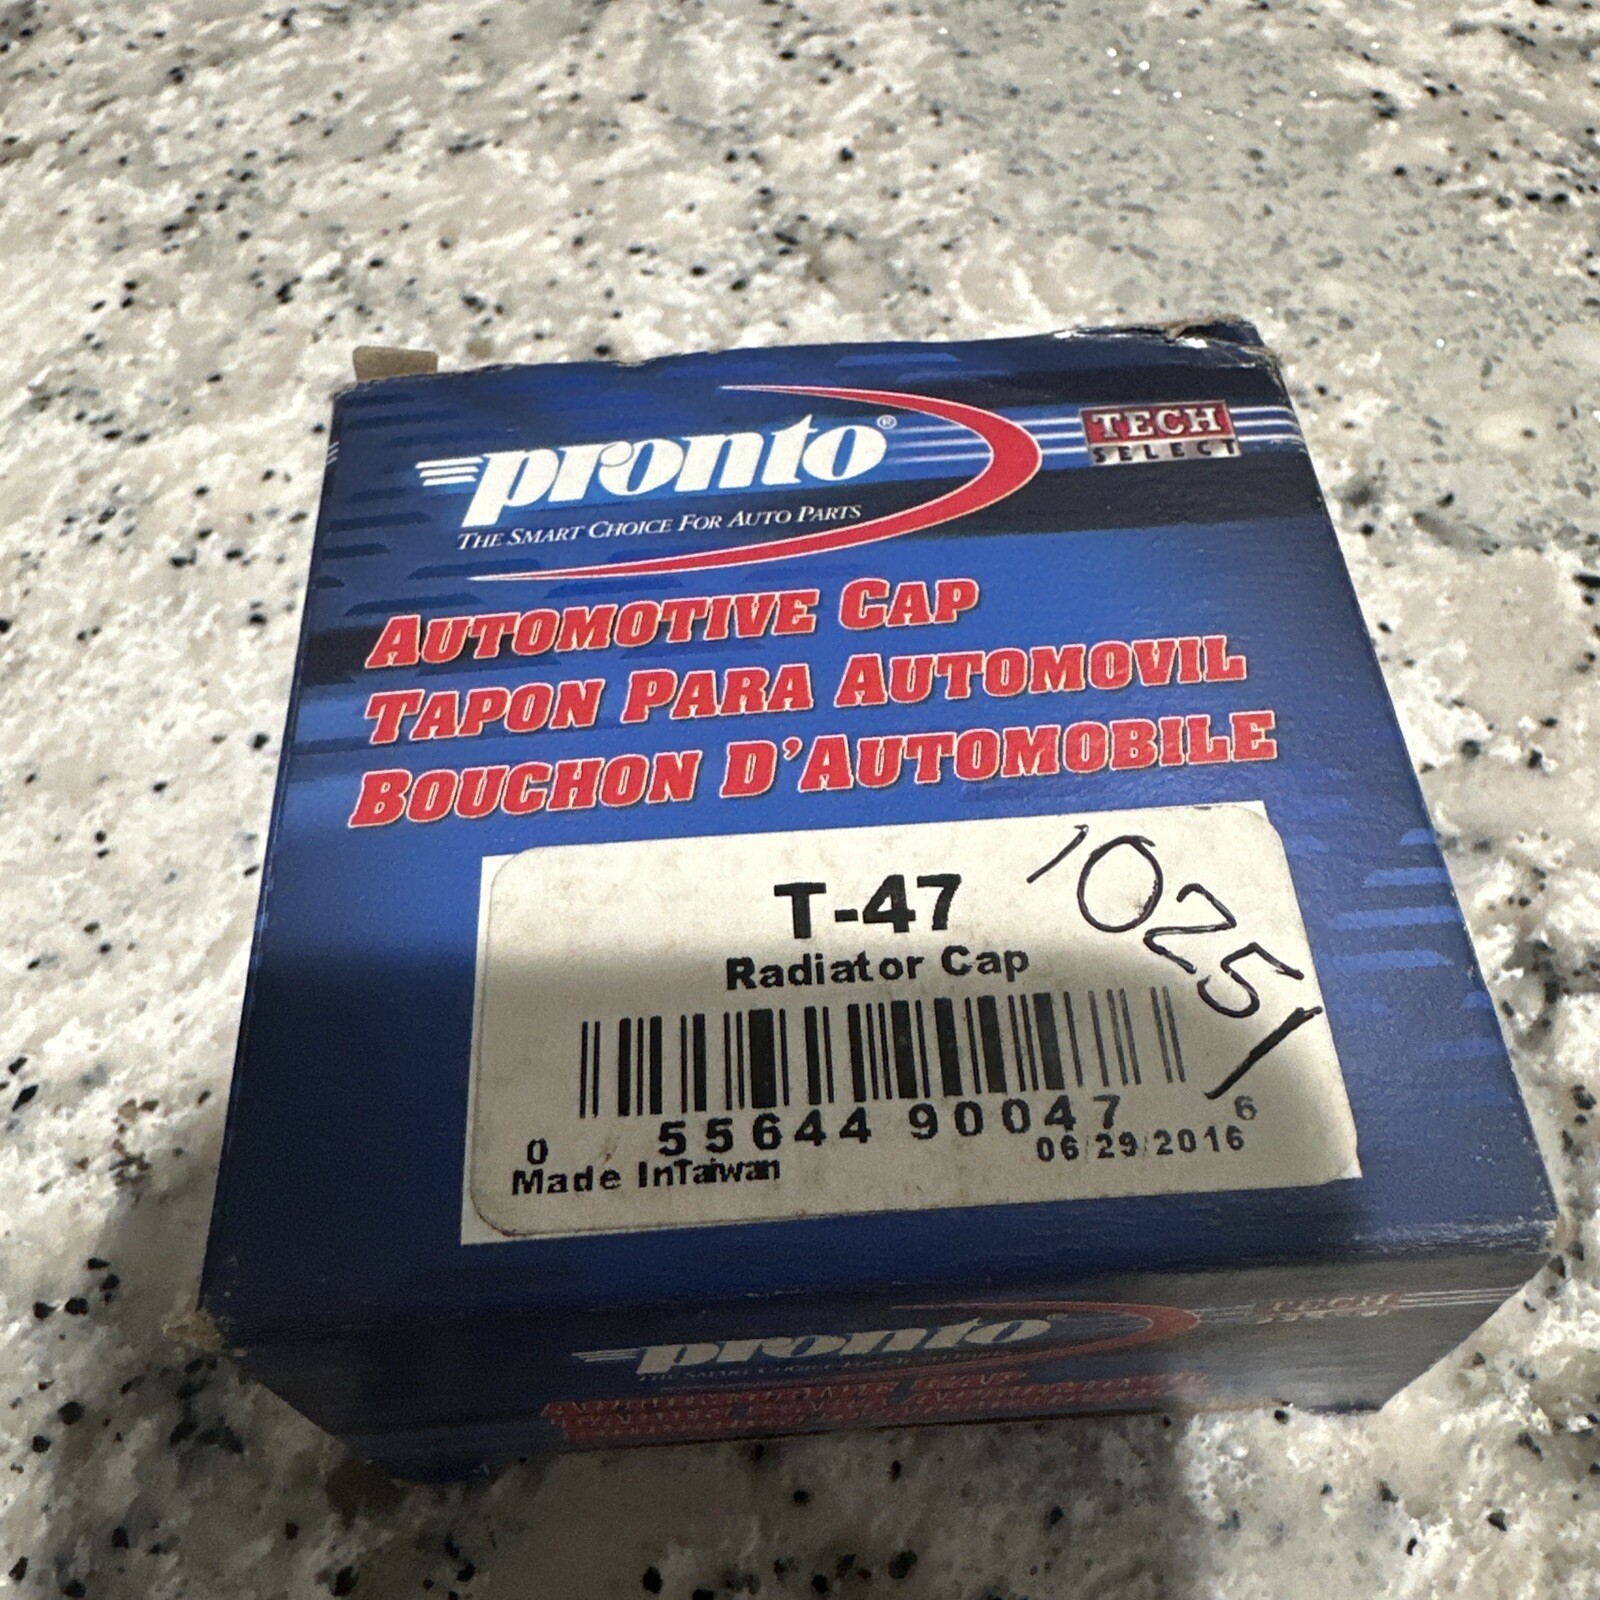 pronto®
TECH
SELECT
THE SMART CHOICE FOR AUTO PARTS
AUTOMOTIVE CAP
TAPON PARA AUTOMOVIL
BOUCHON D'AUTOMOBILE
T-47
10251
Radiator Cap
0 55644 90047 6
06/29/2016
Made InTaiwan
pronto
TECH